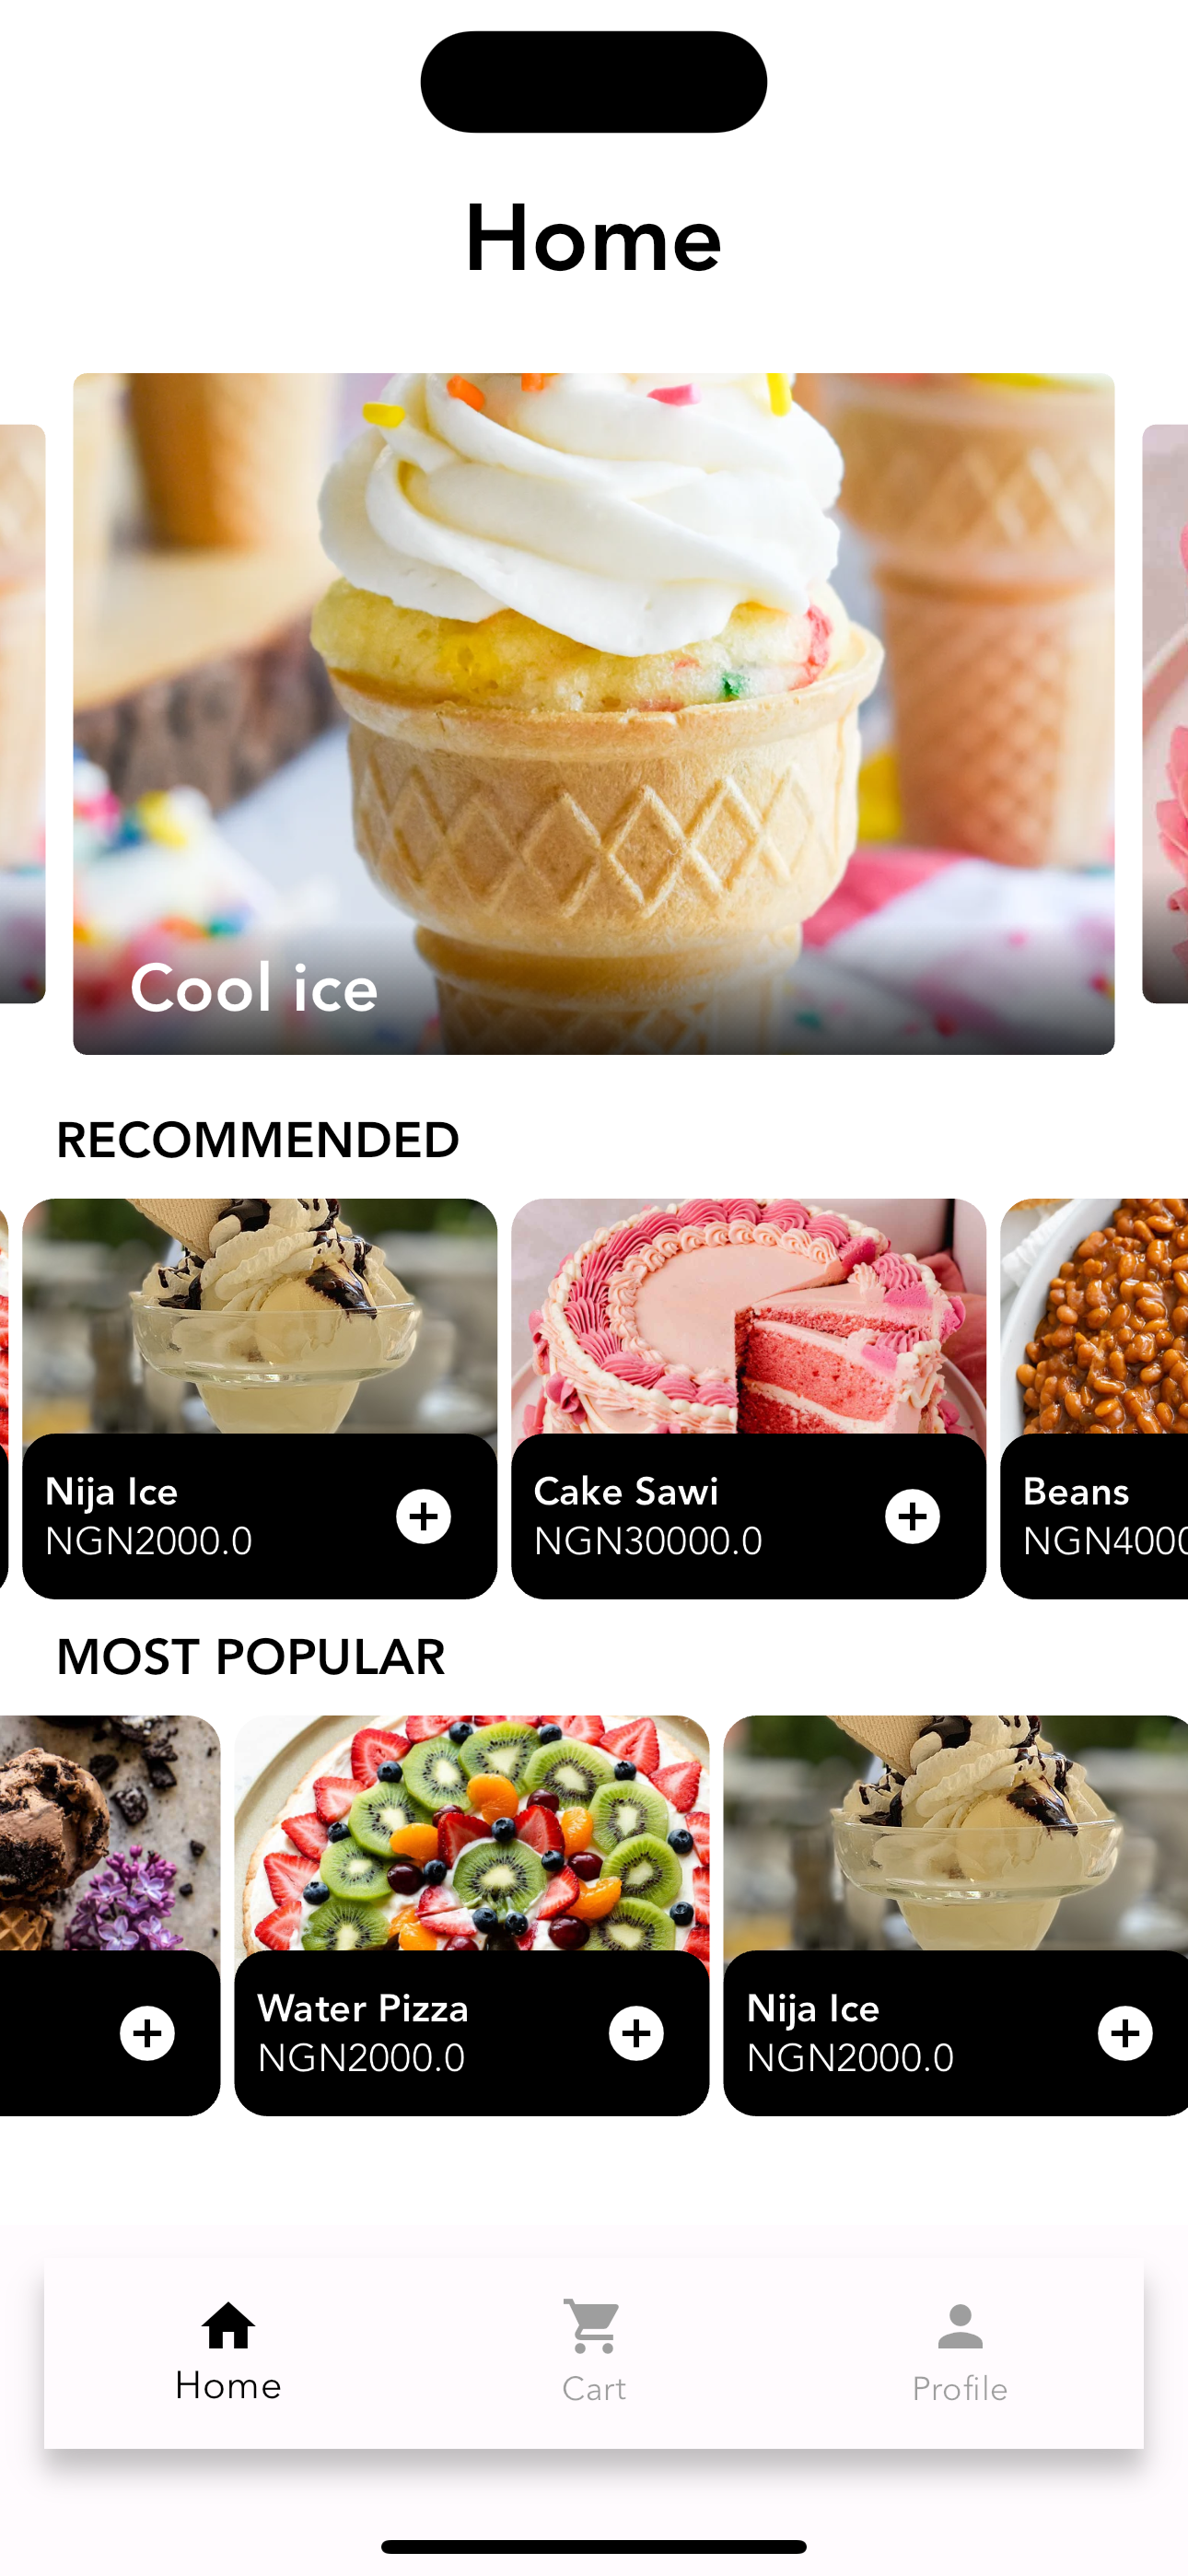 Home
Cool ice
RECOMMENDED
Nija Ice
NGN2000.0
Cake Sawi
NGN30000.0
Beans
NGN4000
MOST POPULAR
Water Pizza
NGN2000.0
Nija Ice
NGN2000.0
Home
Cart
Profile